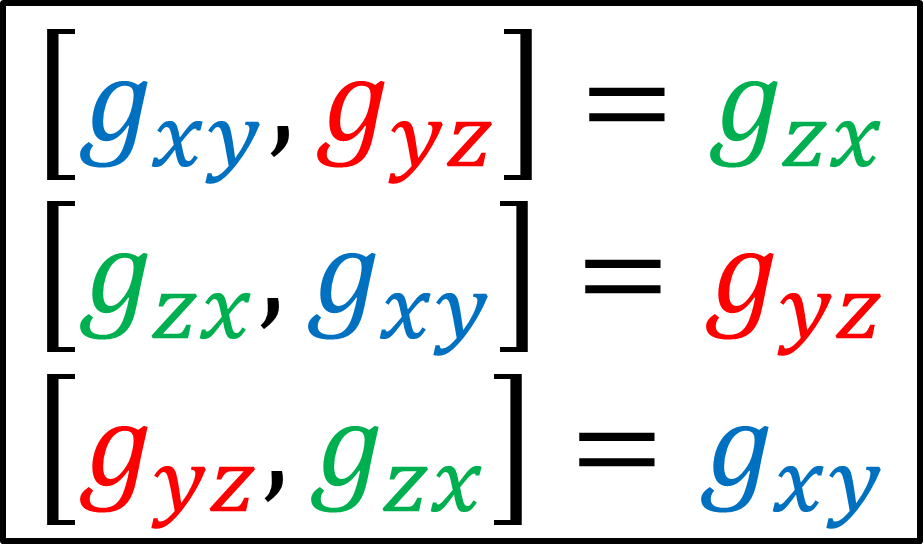 [g_xy, g_yz] = g_zx
[g_zx, g_xy] = g_yz
[g_yz, g_zx] = g_xy